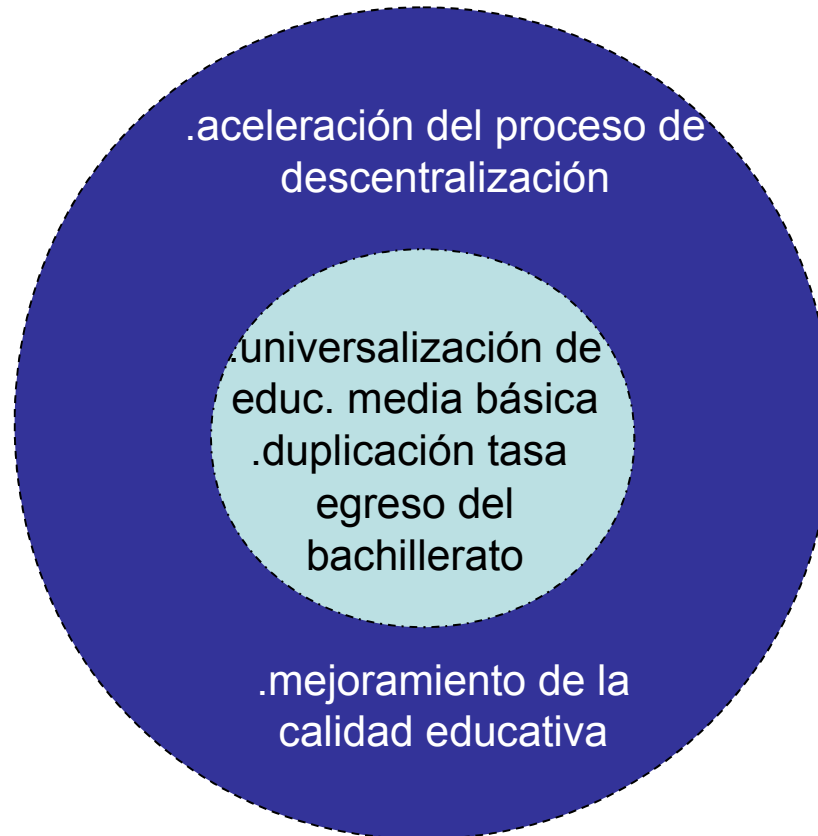 .aceleración del proceso de
descentralización
.universalización de
educ. media básica
.duplicación tasa
egreso del
bachillerato
.mejoramiento de la
calidad educativa